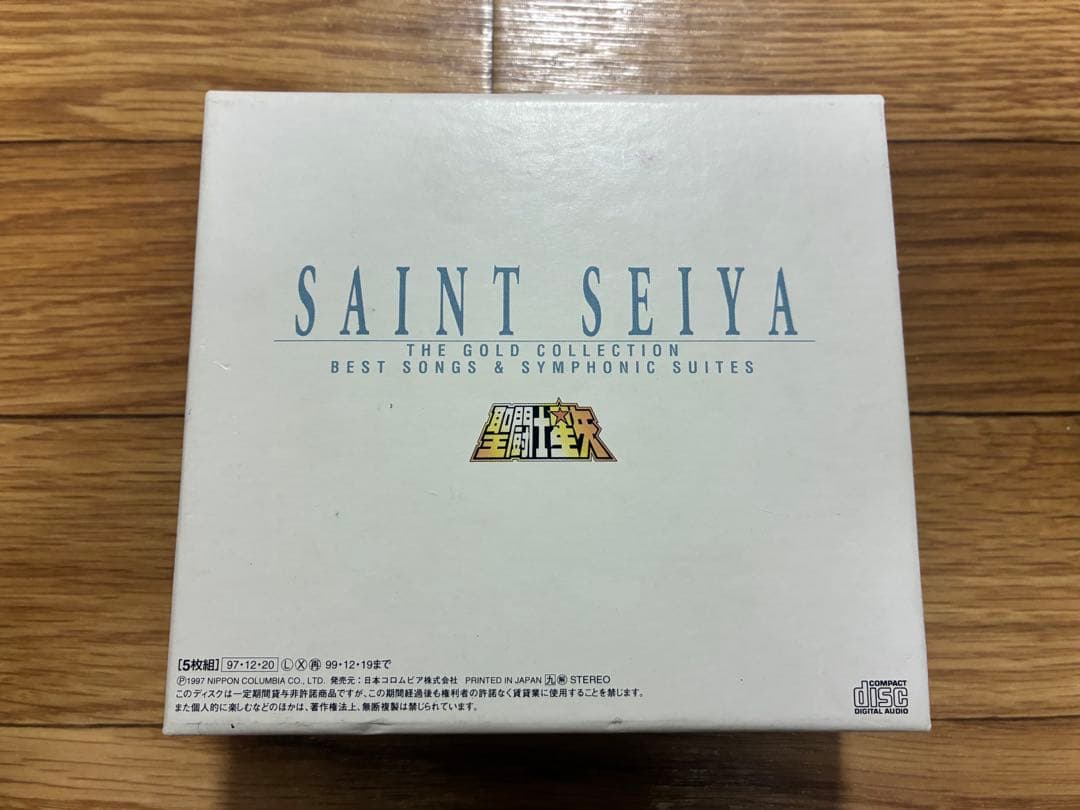 SAINT SEIYA
THE GOLD COLLECTION
BEST SONGS & SYMPHONIC SUITES
聖闘士星矢
[5枚組] 97・12・20 Ⓛ Ⓧ ㊢ 99・12・19まで
Ⓟ1997 NIPPON COLUMBIA CO., LTD. 発売元：日本コロムビア株式会社 PRINTED IN JAPAN 九 STEREO
このディスクは一定期間貸与非許諾商品ですが、この期間経過後も権利者の許諾なく賃貸業に使用することを禁じます。
また個人的に楽しむなどのほかは、著作権法上、無断複製は禁じられています。
COMPACT
disc
DIGITAL AUDIO